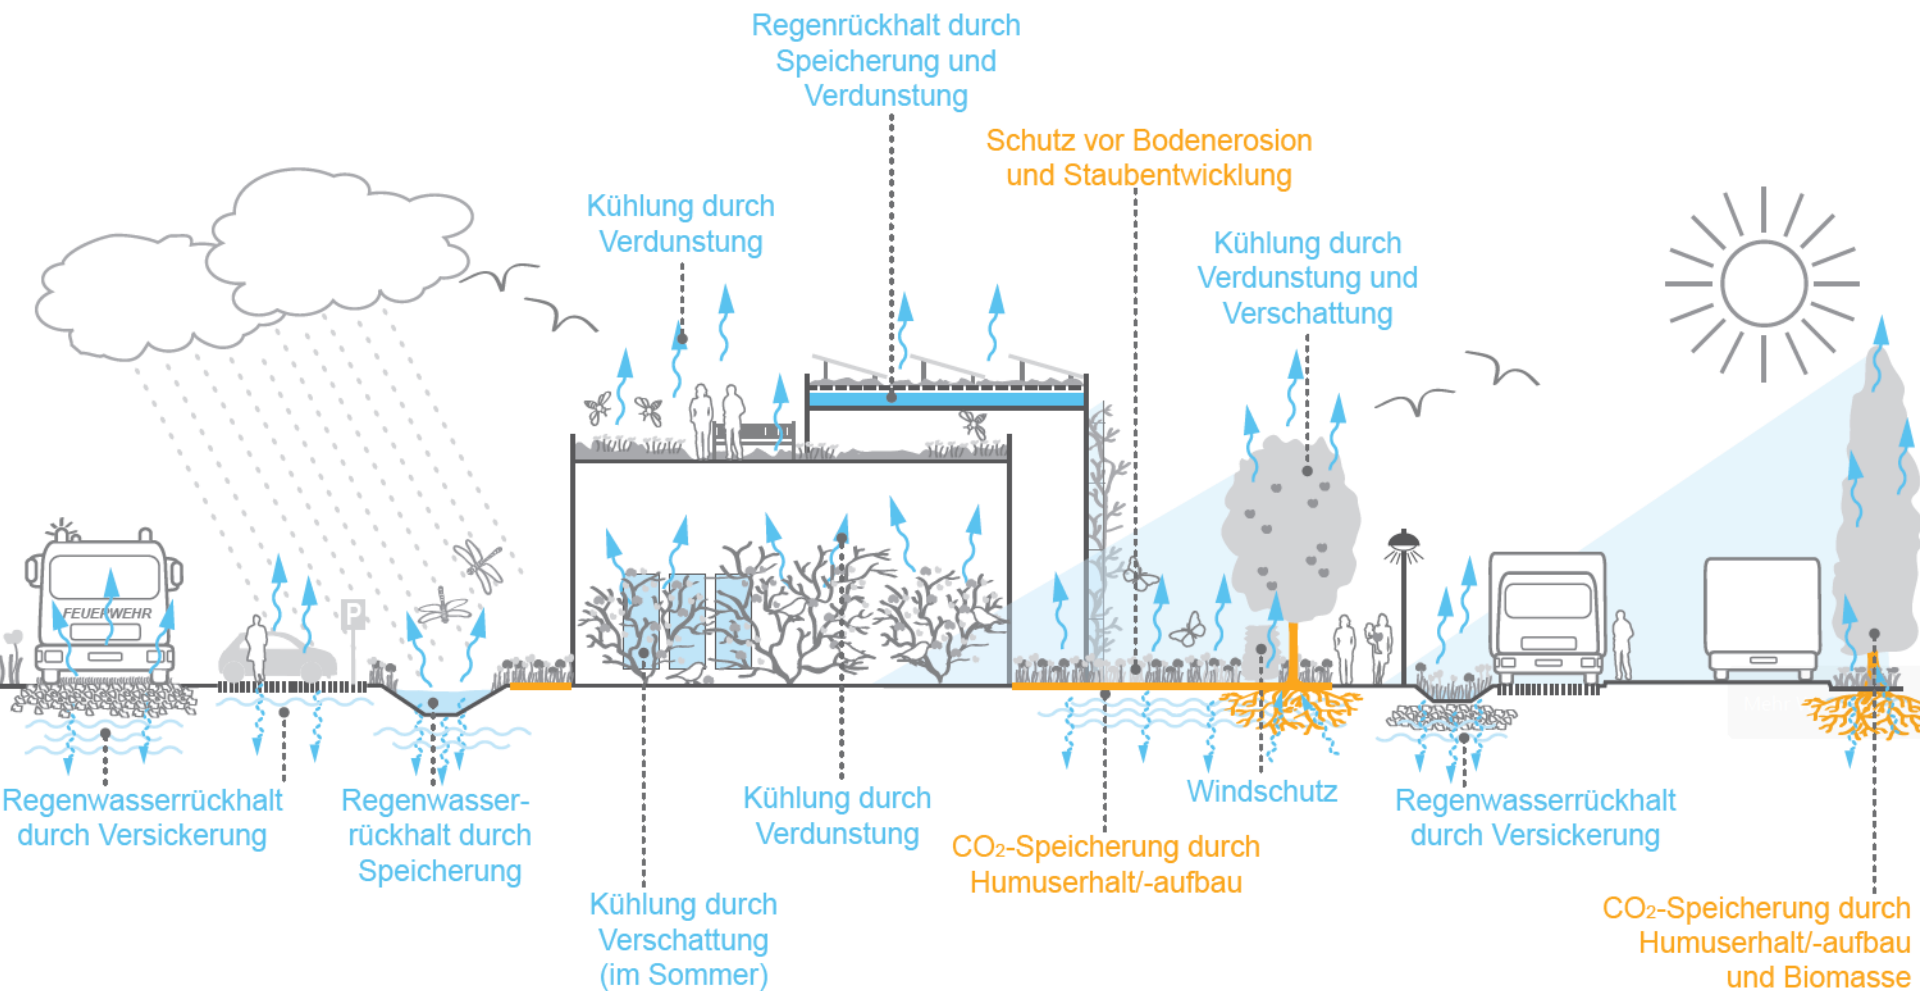 Regenrückhalt durch
Speicherung und
Verdunstung
Schutz vor Bodenerosion
und Staubentwicklung
Kühlung durch
Verdunstung
Kühlung durch
Verdunstung und
Verschattung
FEUERWEHR
P
Regenwasserrückhalt
durch Versickerung
Regenwasser-
rückhalt durch
Speicherung
Kühlung durch
Verschattung
(im Sommer)
Kühlung durch
Verdunstung
CO₂-Speicherung durch
Humuserhalt/-aufbau
Windschutz
Regenwasserrückhalt
durch Versickerung
CO₂-Speicherung durch
Humuserhalt/-aufbau
und Biomasse